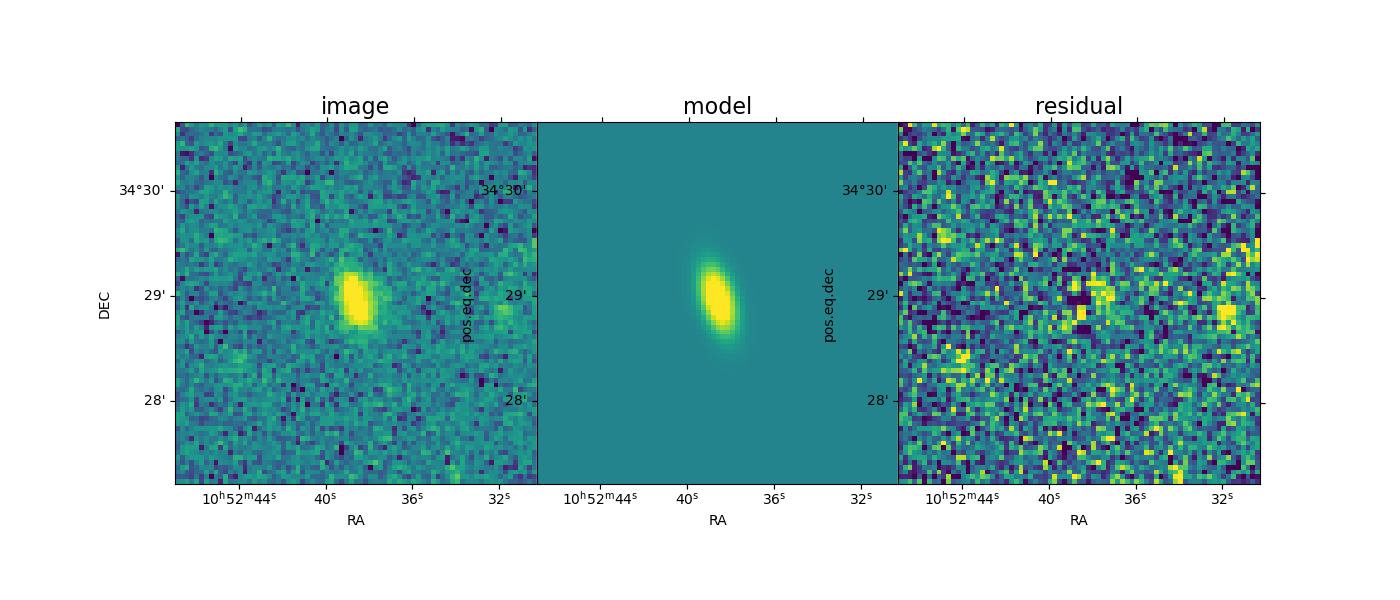 image model residual
34°30' 34°30' 34°30'
DEC 29' pos.eq.dec 29' pos.eq.dec 29'
28' 28' 28'
10ʰ52ᵐ44ˢ 40ˢ 36ˢ 32ˢ 10ʰ52ᵐ44ˢ 40ˢ 36ˢ 32ˢ 10ʰ52ᵐ44ˢ 40ˢ 36ˢ 32ˢ
RA RA RA